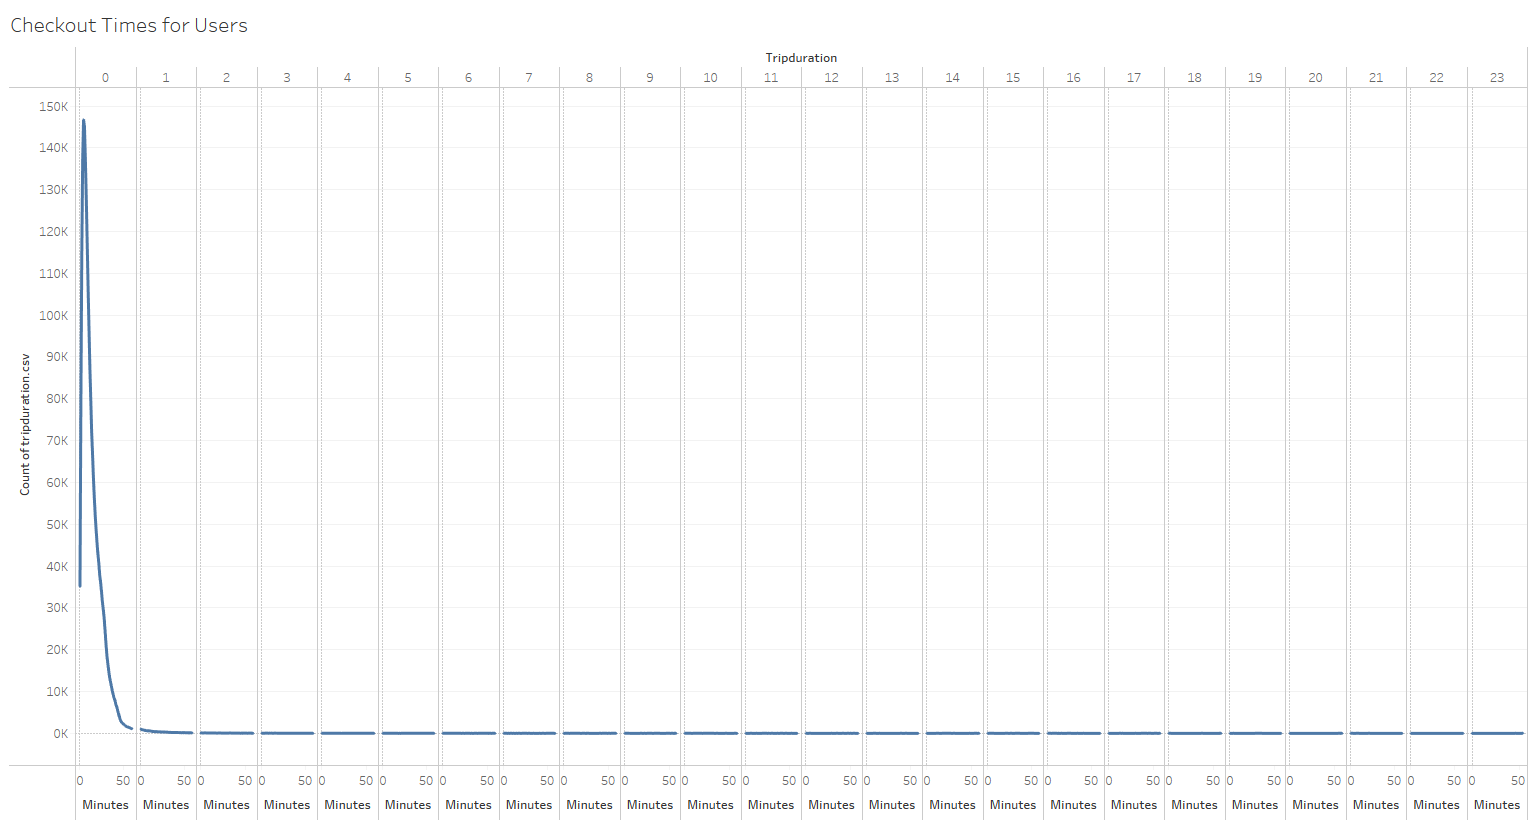 Checkout Times for Users
Tripduration
0 1 2 3 4 5 6 7 8 9 10 11 12 13 14 15 16 17 18 19 20 21 22 23
150K
140K
130K
120K
110K
100K
90K
80K
70K
60K
50K
40K
30K
20K
10K
0K
Count of tripduration.csv
0 50 0 50 0 50 0 50 0 50 0 50 0 50 0 50 0 50 0 50 0 50 0 50 0 50 0 50 0 50 0 50 0 50 0 50 0 50 0 50 0 50 0 50 0 50 0 50
Minutes Minutes Minutes Minutes Minutes Minutes Minutes Minutes Minutes Minutes Minutes Minutes Minutes Minutes Minutes Minutes Minutes Minutes Minutes Minutes Minutes Minutes Minutes Minutes